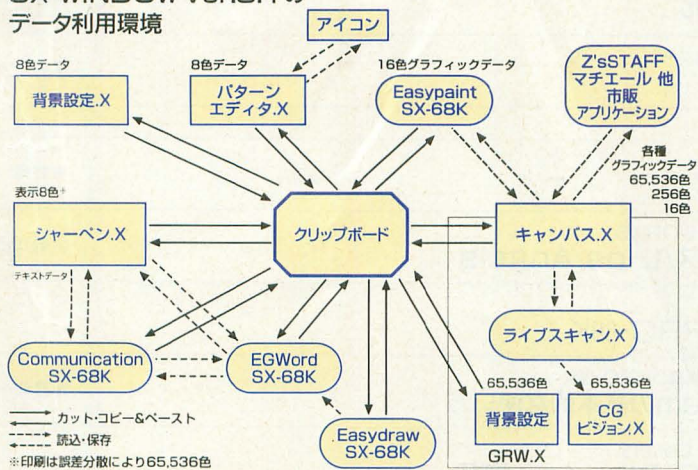 データ利用環境
アイコン
8色データ
背景設定.X
8色データ
パターン
エディタ.X
16色グラフィックデータ
Easypaint
SX-68K
Z'sSTAFF
マチエール 他
市販
アプリケーション
各種
グラフィックデータ
65,536色
256色
16色
表示8色+
シャーペン.X
テキストデータ
クリップボード
キャンバス.X
ライブスキャン.X
Communication
SX-68K
EGWord
SX-68K
Easydraw
SX-68K
65,536色
背景設定
GRW.X
65,536色
CG
ビジョン.X
カット・コピー&ペースト
読込・保存
※印刷は誤差分散により65,536色